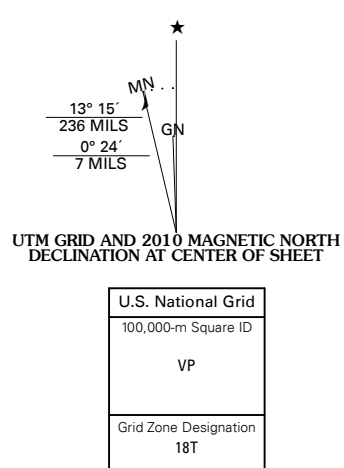 ★
MN
13° 15´
236 MILS
GN
0° 24´
7 MILS
UTM GRID AND 2010 MAGNETIC NORTH
DECLINATION AT CENTER OF SHEET
U.S. National Grid
100,000-m Square ID
VP
Grid Zone Designation
18T